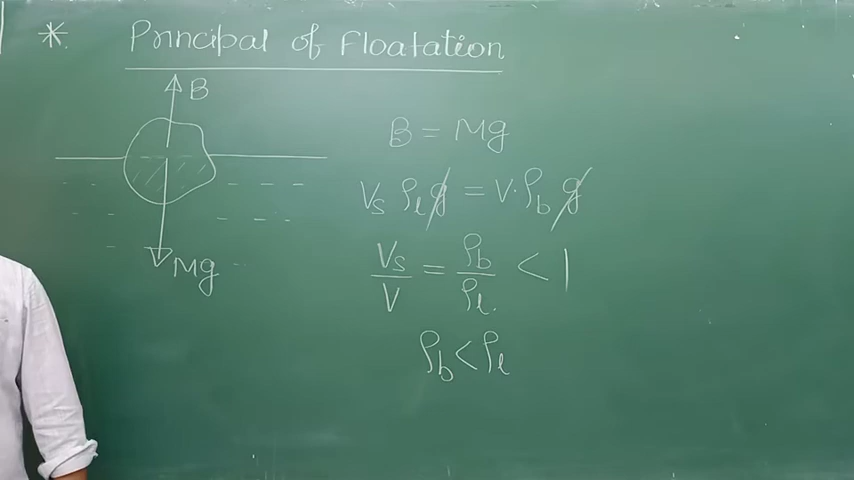 * Principal of Floatation
B
B = Mg
Vs ρl g = V · ρb g
Vs/V = ρb/ρl < 1
Mg
ρb < ρl